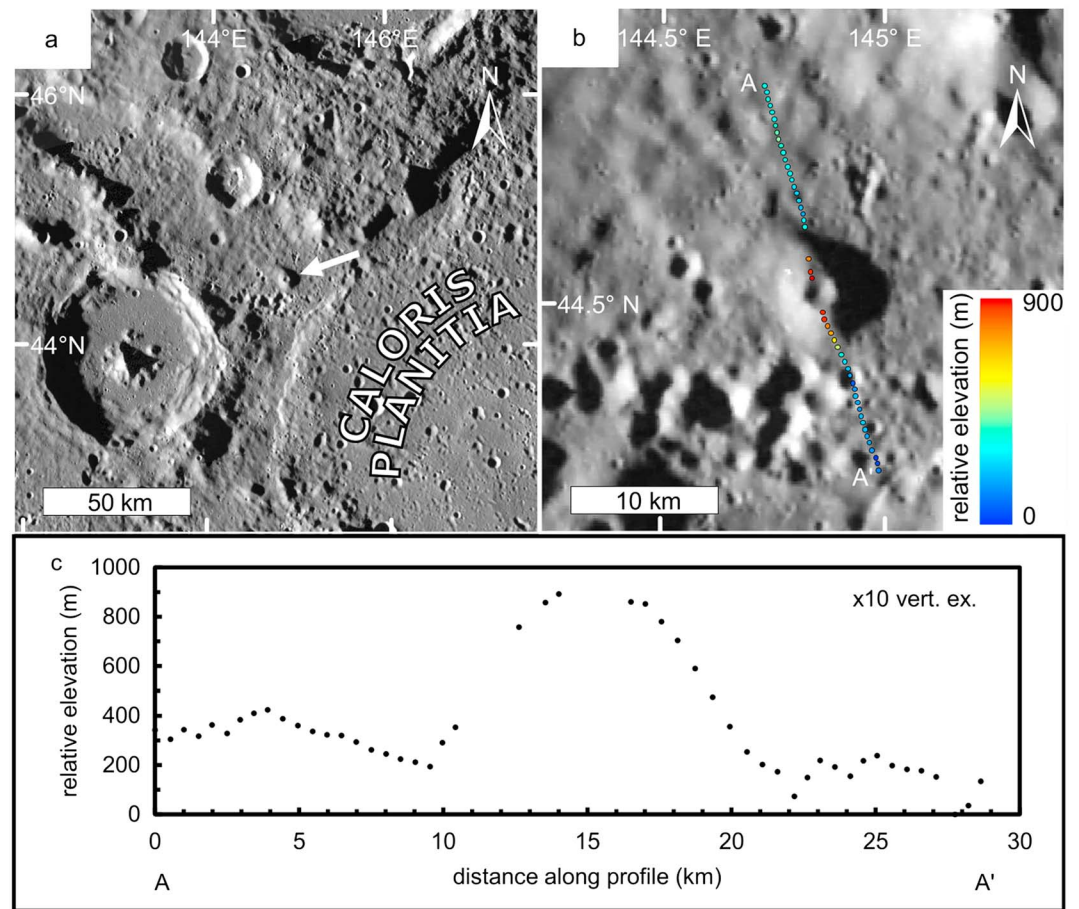 a
144°E
146°E
N
46°N
44°N
CALORIS
PLANITIA
50 km
b
144.5° E
145° E
N
A
44.5° N
A'
10 km
relative elevation (m)
900
0
c
x10 vert. ex.
relative elevation (m)
1000
800
600
400
200
0
0
5
10
15
20
25
30
A
distance along profile (km)
A'